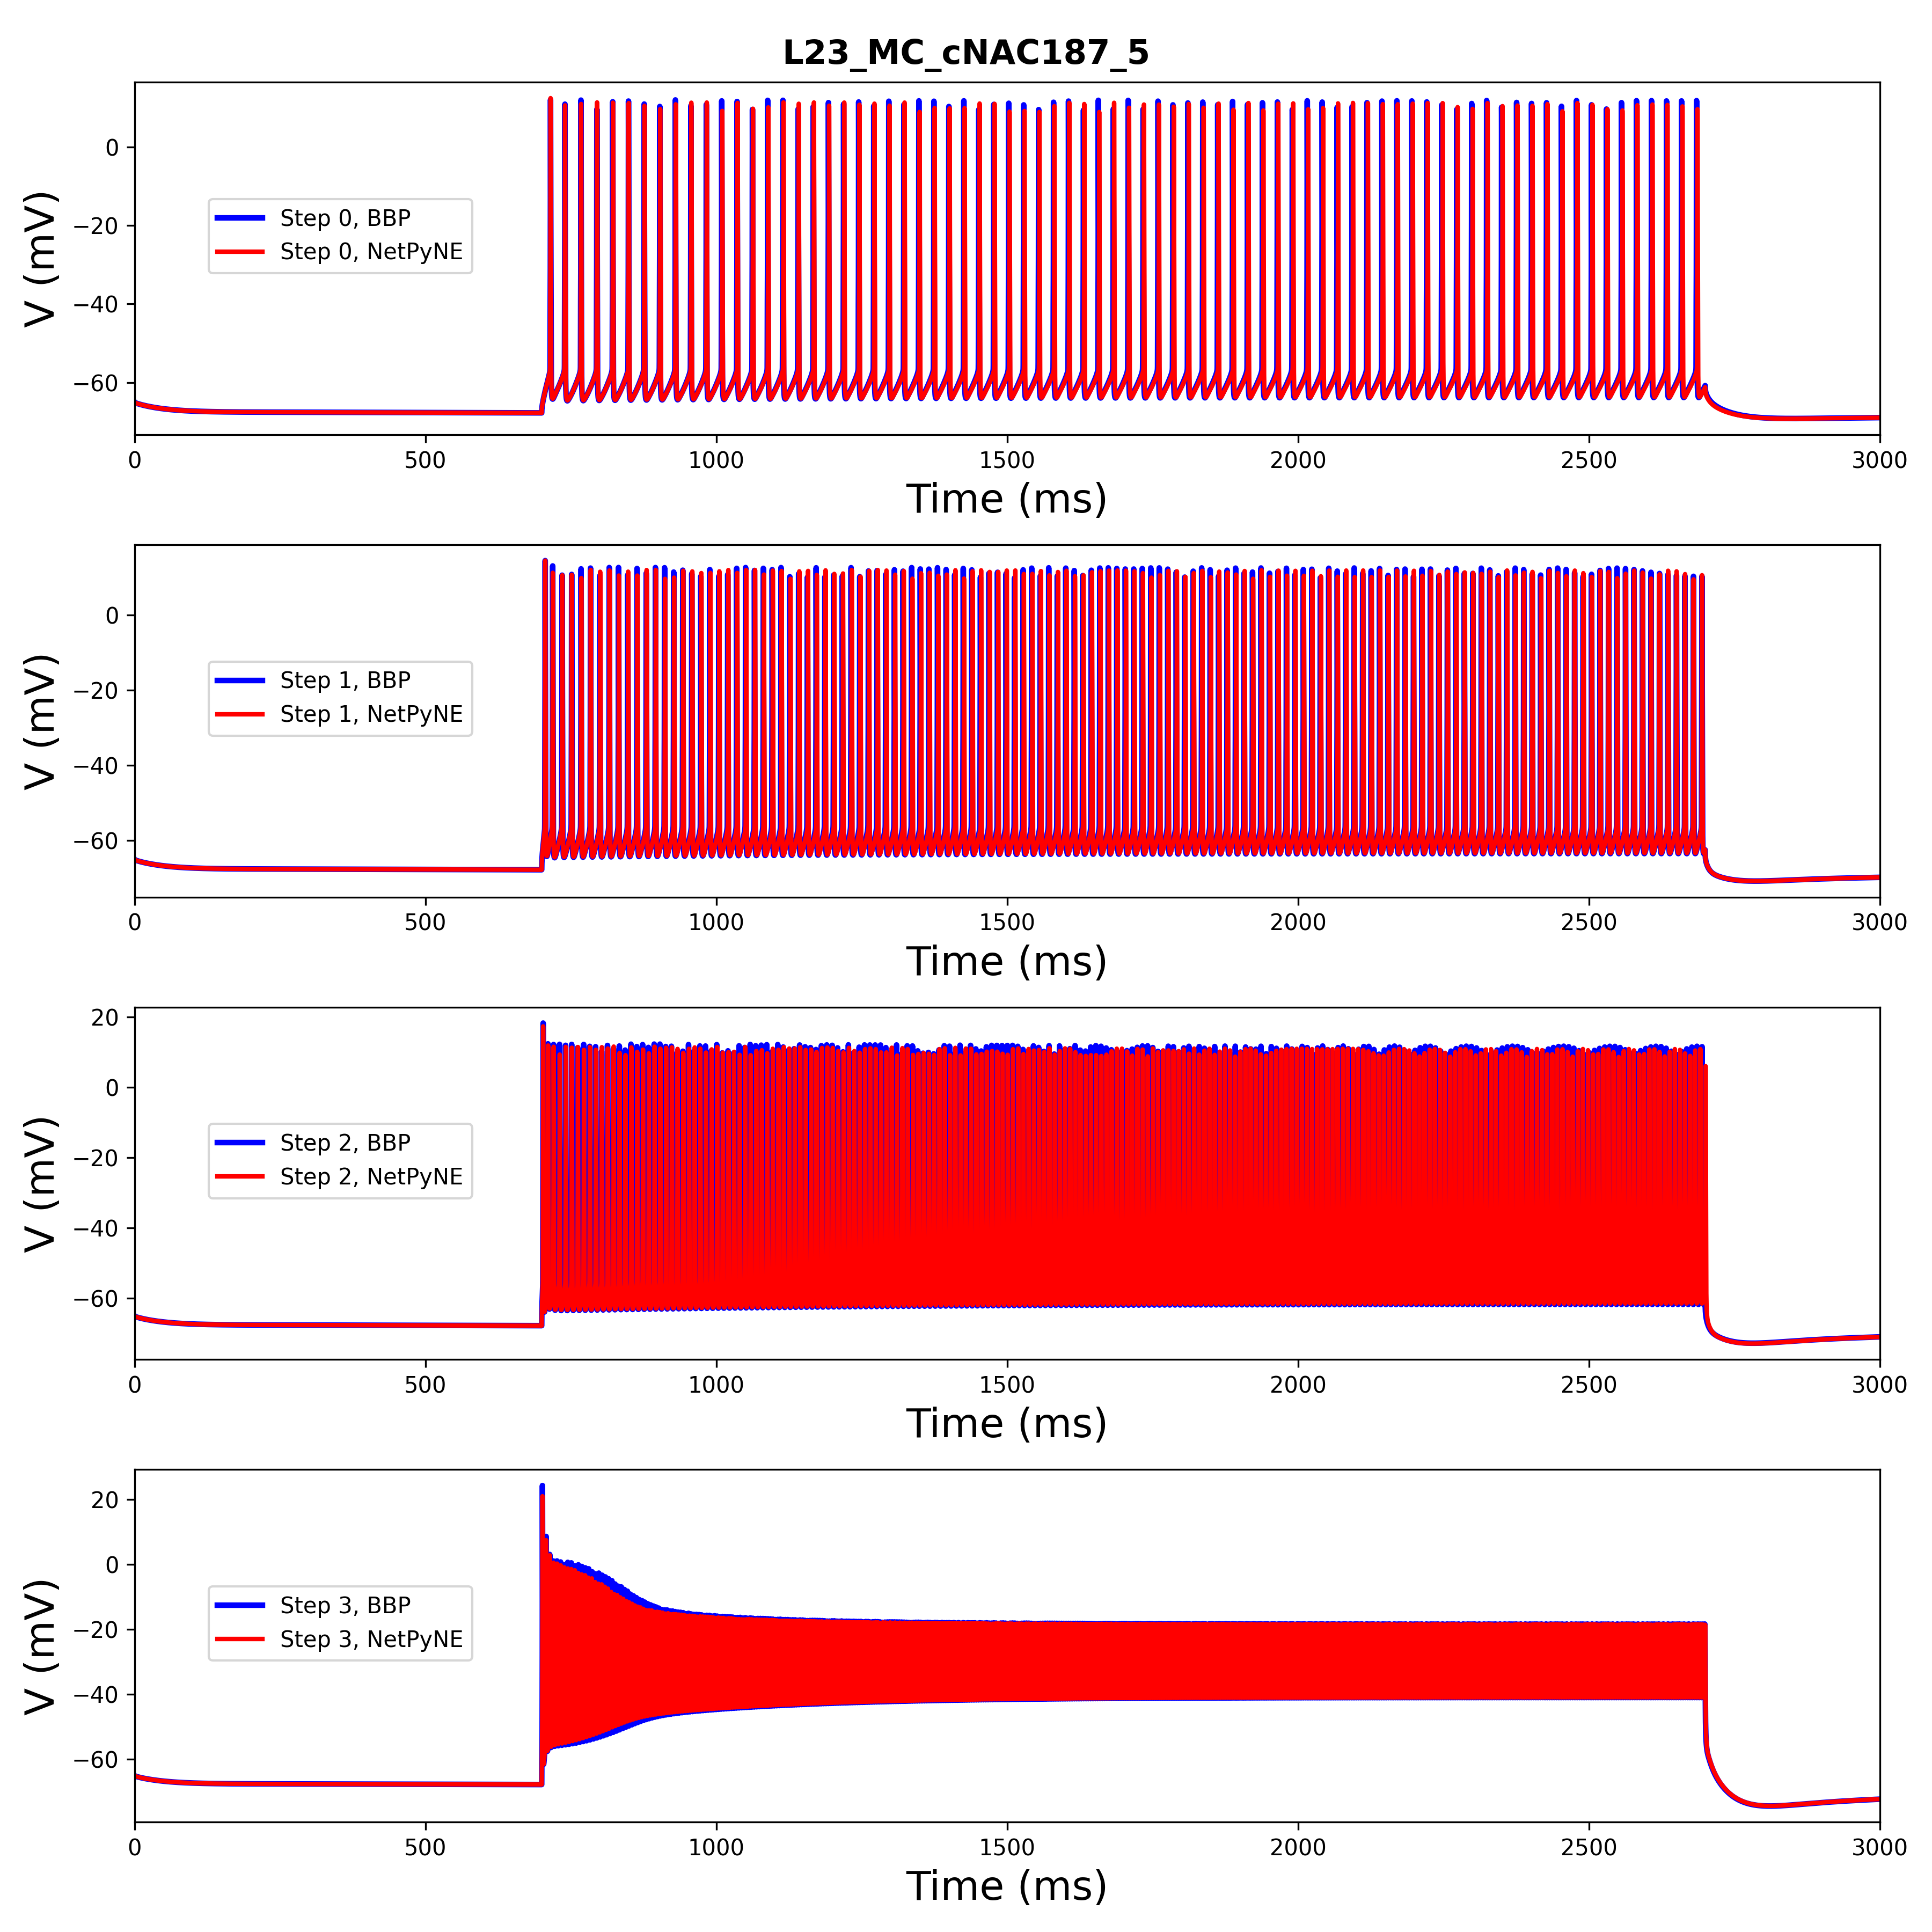 L23_MC_cNAC187_5
0
−20
−40
−60
V (mV)
Step 0, BBP
Step 0, NetPyNE
0 500 1000 1500 2000 2500 3000
Time (ms)
0
−20
−40
−60
V (mV)
Step 1, BBP
Step 1, NetPyNE
0 500 1000 1500 2000 2500 3000
Time (ms)
20
0
−20
−40
−60
V (mV)
Step 2, BBP
Step 2, NetPyNE
0 500 1000 1500 2000 2500 3000
Time (ms)
20
0
−20
−40
−60
V (mV)
Step 3, BBP
Step 3, NetPyNE
0 500 1000 1500 2000 2500 3000
Time (ms)